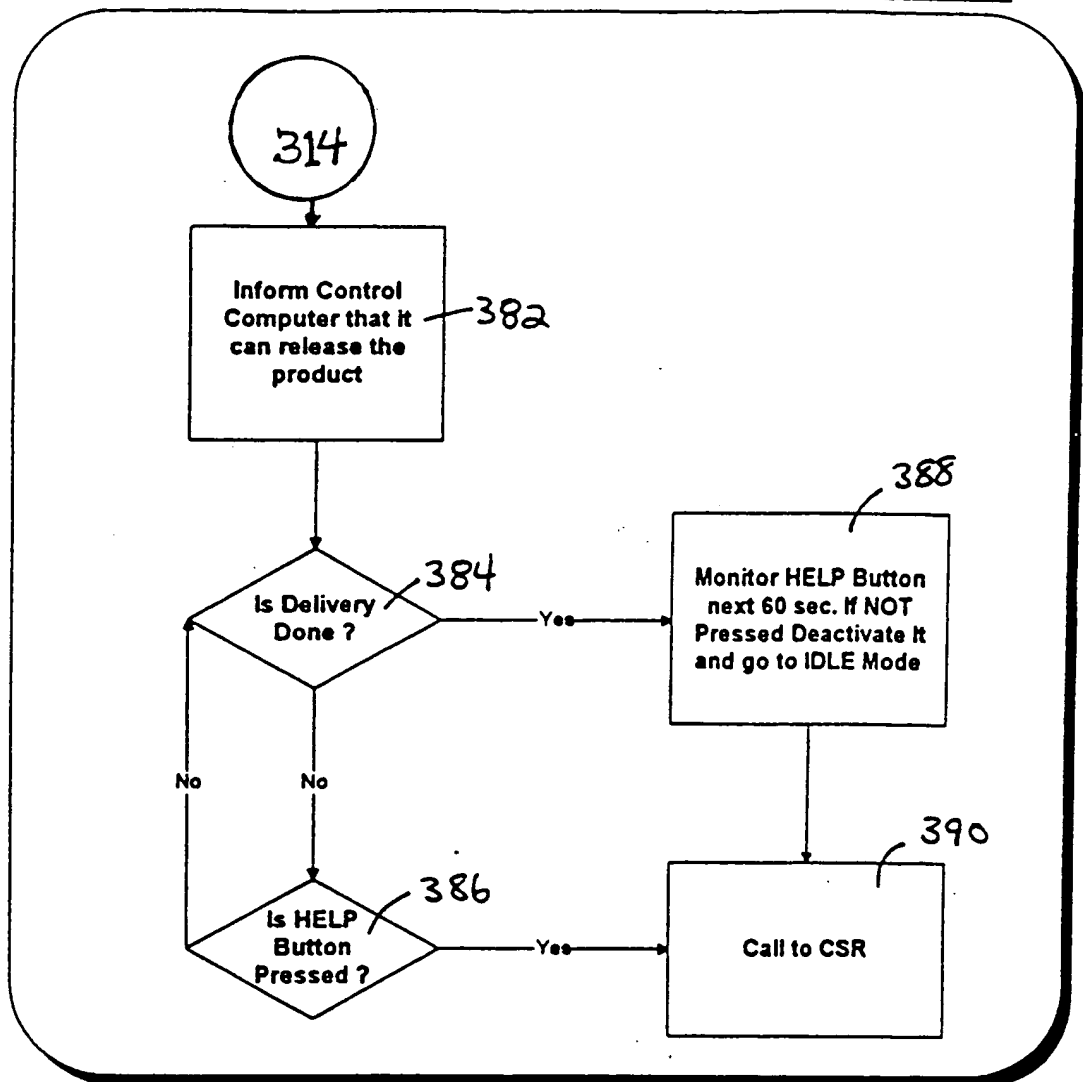 314
Inform Control
Computer that it
can release the
product
382
Is Delivery
Done ?
384
Yes
388
Monitor HELP Button
next 60 sec. If NOT
Pressed Deactivate It
and go to IDLE Mode
No
No
Is HELP
Button
Pressed ?
386
Yes
390
Call to CSR